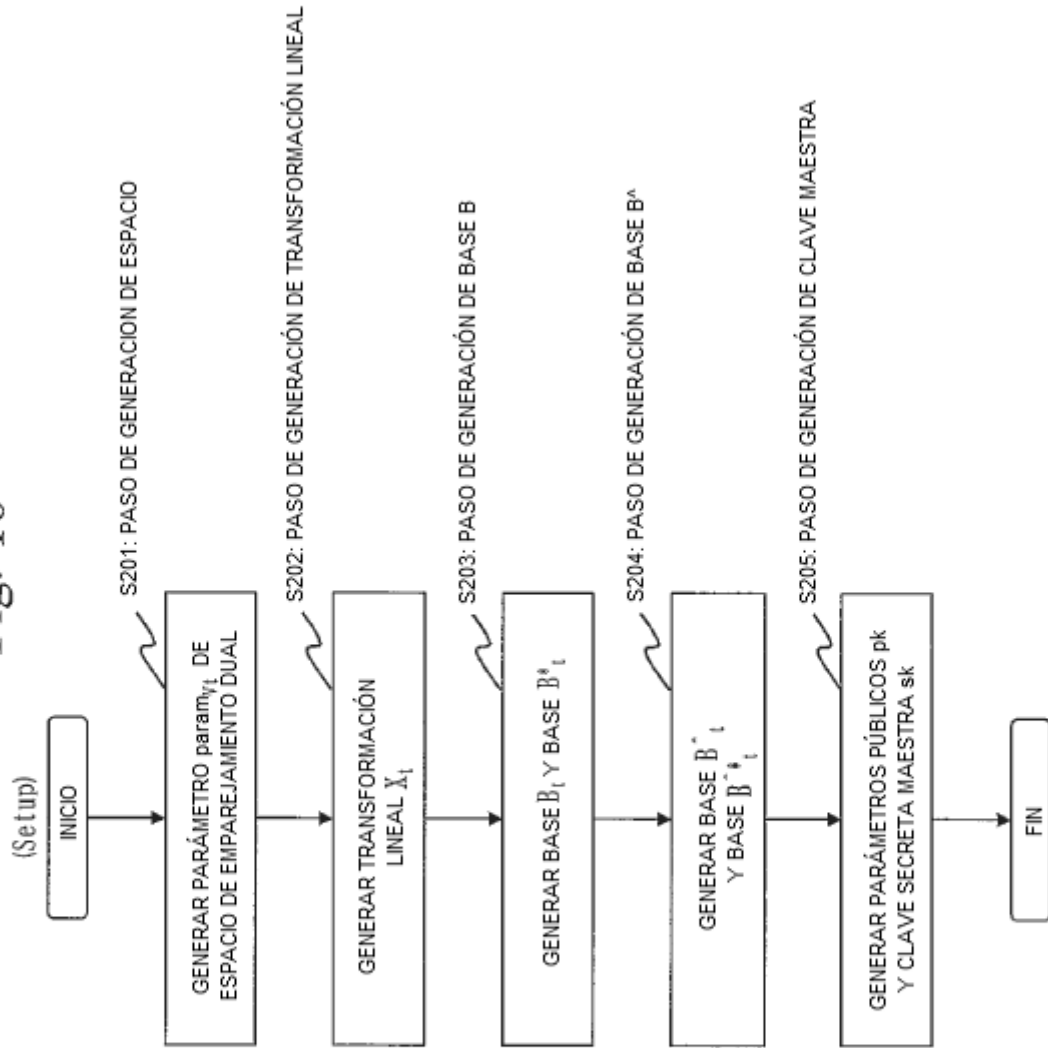 (Setup)
INICIO
GENERAR PARÁMETRO param𝕍t DE
ESPACIO DE EMPAREJAMIENTO DUAL
S201: PASO DE GENERACION DE ESPACIO
GENERAR TRANSFORMACIÓN
LINEAL Xt
S202: PASO DE GENERACIÓN DE TRANSFORMACIÓN LINEAL
GENERAR BASE Bt Y BASE B*t
S203: PASO DE GENERACIÓN DE BASE B
GENERAR BASE B^t
Y BASE B^*t
S204: PASO DE GENERACIÓN DE BASE B^
GENERAR PARÁMETROS PÚBLICOS pk
Y CLAVE SECRETA MAESTRA sk
S205: PASO DE GENERACIÓN DE CLAVE MAESTRA
FIN